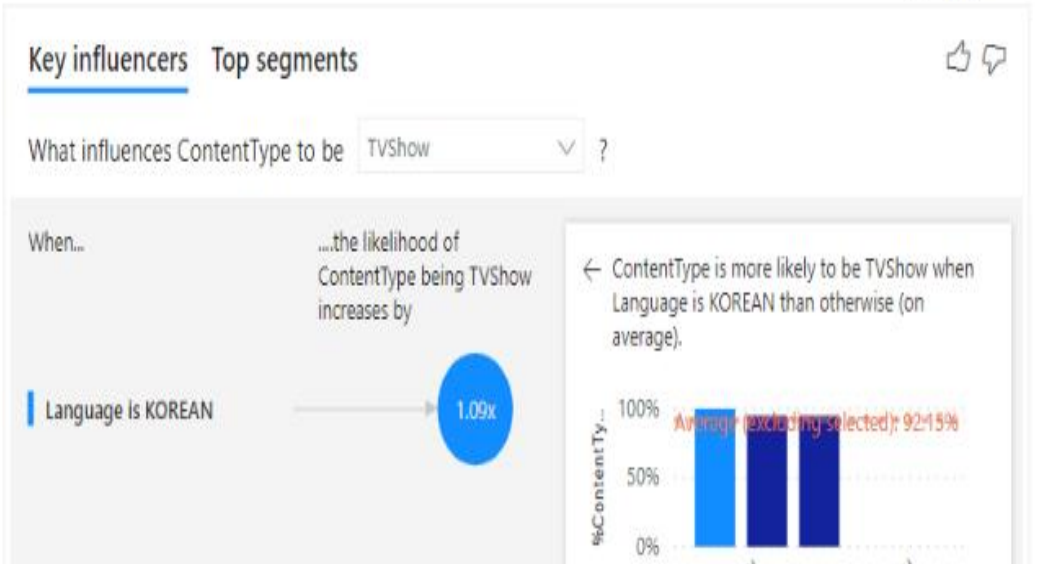 Key influencers Top segments
What influences ContentType to be TVShow ?
When...
....the likelihood of
ContentType being TVShow
increases by
Language is KOREAN
1.09x
← ContentType is more likely to be TVShow when
Language is KOREAN than otherwise (on
average).
%ContentTy...
100%
Average (excluding selected): 92.15%
50%
0%